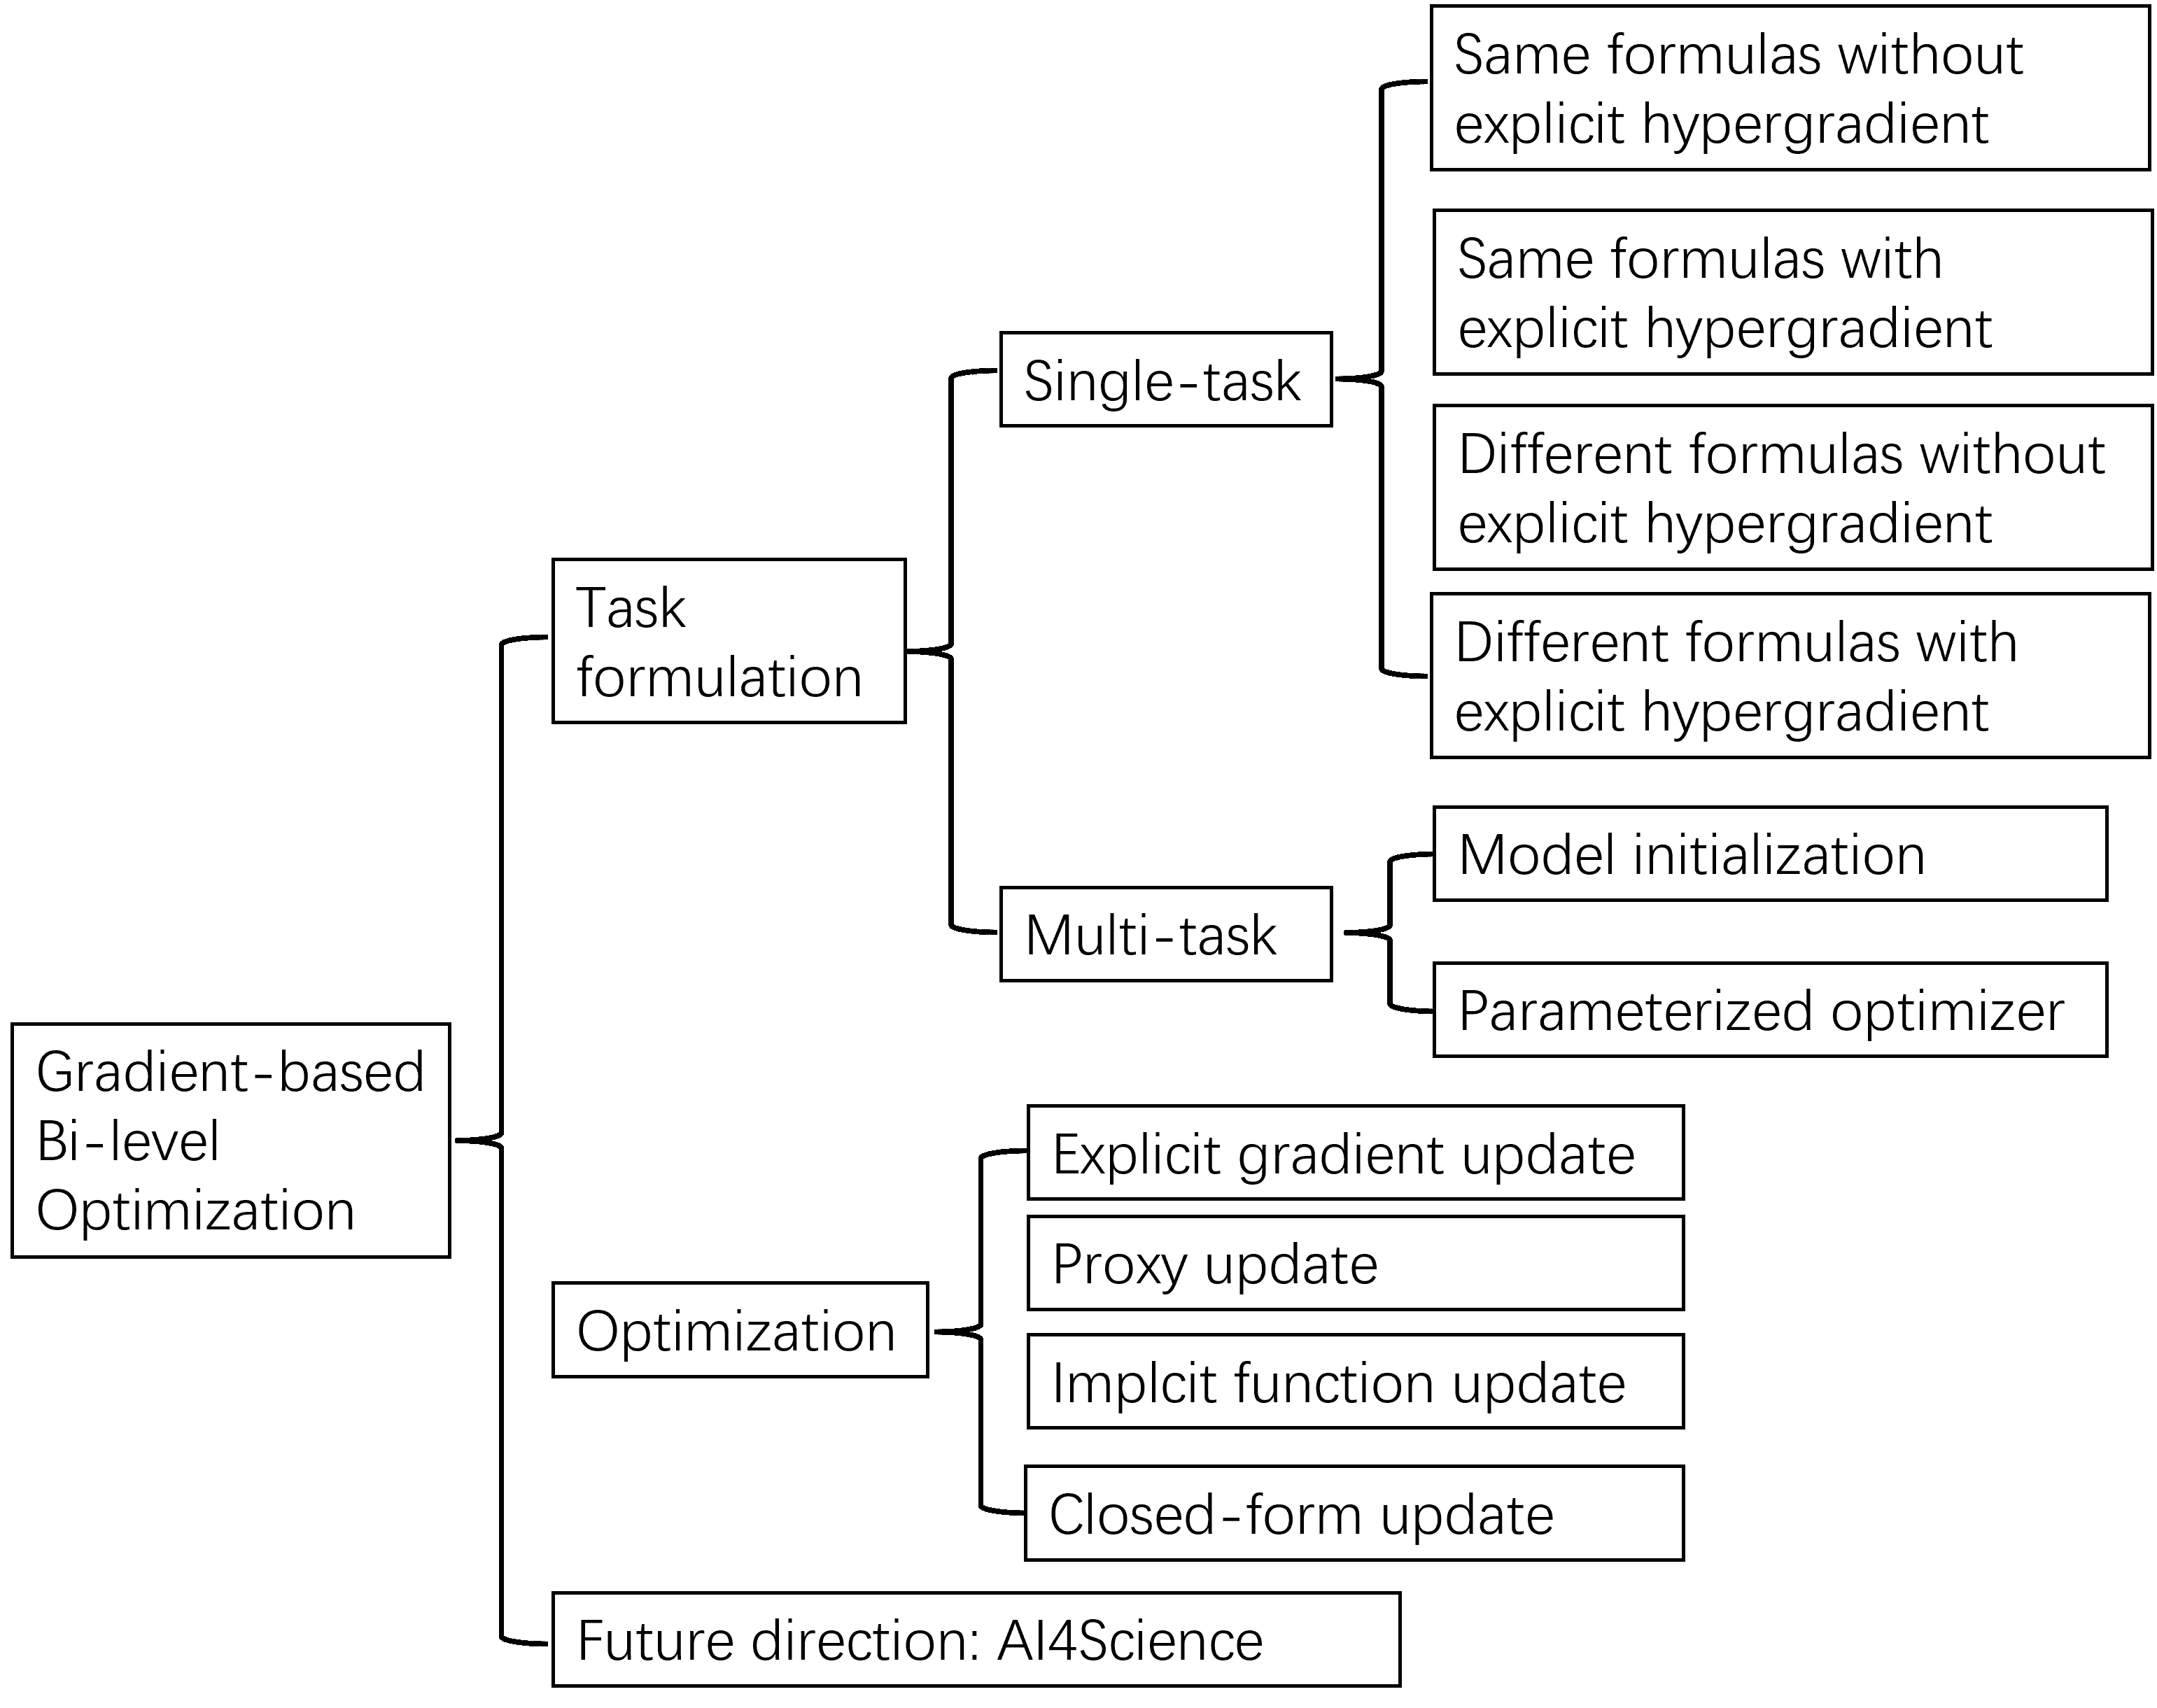 Same formulas without
explicit hypergradient
Same formulas with
explicit hypergradient
Single-task
Different formulas without
explicit hypergradient
Task
formulation
Different formulas with
explicit hypergradient
Model initialization
Multi-task
Parameterized optimizer
Gradient-based
Bi-level
Optimization
Explicit gradient update
Proxy update
Optimization
Implcit function update
Closed-form update
Future direction: AI4Science